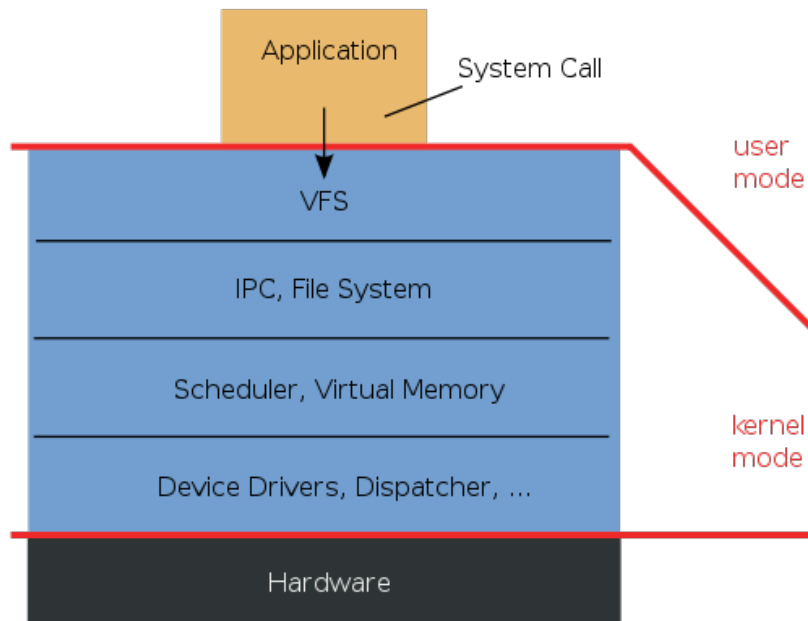 Application
System Call
user
mode
VFS
IPC, File System
Scheduler, Virtual Memory
kernel
mode
Device Drivers, Dispatcher, ...
Hardware